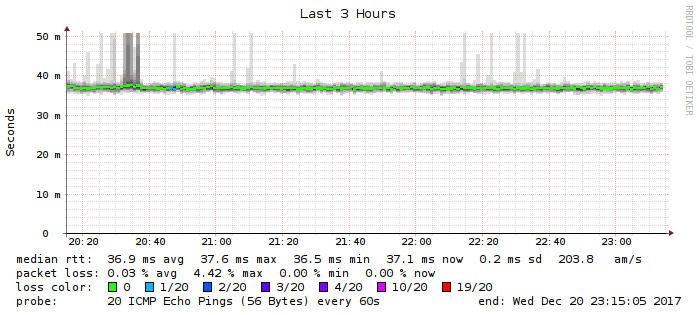 Last 3 Hours
RRDTOOL / TOBI OETIKER
Seconds
50 m
40 m
30 m
20 m
10 m
0
20:20 20:40 21:00 21:20 21:40 22:00 22:20 22:40 23:00
median rtt: 36.9 ms avg 37.6 ms max 36.5 ms min 37.1 ms now 0.2 ms sd 203.8 am/s
packet loss: 0.03 % avg 4.42 % max 0.00 % min 0.00 % now
loss color: 0 1/20 2/20 3/20 4/20 10/20 19/20
probe: 20 ICMP Echo Pings (56 Bytes) every 60s end: Wed Dec 20 23:15:05 2017